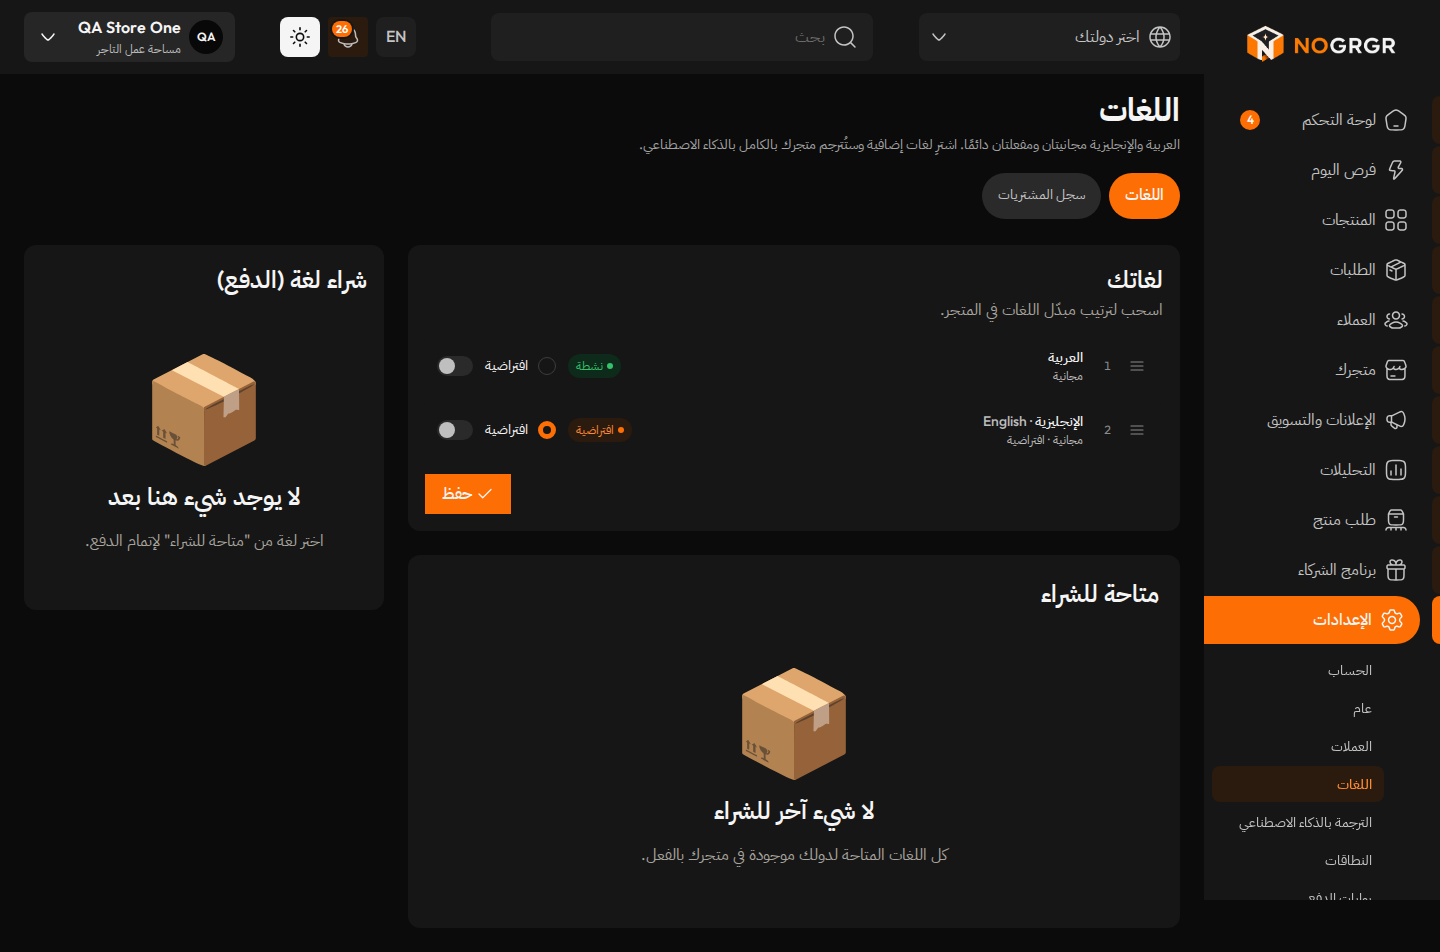 NOGRGR
اختر دولتك
بحث
EN
26
QA
QA Store One
مساحة عمل التاجر
لوحة التحكم
4
فرص اليوم
المنتجات
الطلبات
العملاء
متجرك
الإعلانات والتسويق
التحليلات
طلب منتج
برنامج الشركاء
الإعدادات
الحساب
عام
العملات
اللغات
الترجمة بالذكاء الاصطناعي
النطاقات
بوابات الدفع
اللغات
العربية والإنجليزية مجانيتان ومفعلتان دائمًا. اشترِ لغات إضافية وستُترجم متجرك بالكامل بالذكاء الاصطناعي.
اللغات
سجل المشتريات
لغاتك
اسحب لترتيب مبدّل اللغات في المتجر.
1
العربية
مجانية
نشطة
افتراضية
2
الإنجليزية · English
مجانية · افتراضية
افتراضية
افتراضية
حفظ
متاحة للشراء
لا شيء آخر للشراء
كل اللغات المتاحة لدولك موجودة في متجرك بالفعل.
شراء لغة (الدفع)
لا يوجد شيء هنا بعد
اختر لغة من "متاحة للشراء" لإتمام الدفع.